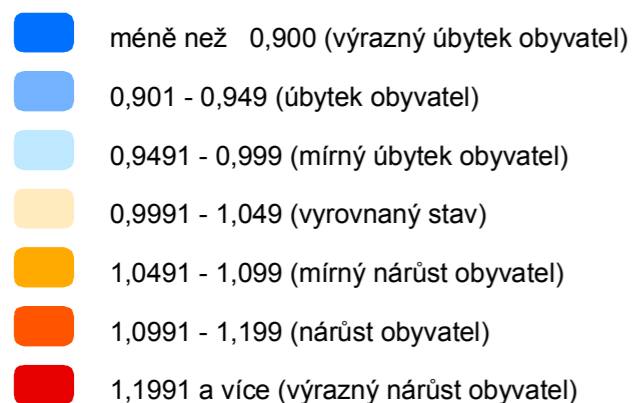 méně než 0,900 (výrazný úbytek obyvatel)
0,901 - 0,949 (úbytek obyvatel)
0,9491 - 0,999 (mírný úbytek obyvatel)
0,9991 - 1,049 (vyrovnaný stav)
1,0491 - 1,099 (mírný nárůst obyvatel)
1,0991 - 1,199 (nárůst obyvatel)
1,1991 a více (výrazný nárůst obyvatel)